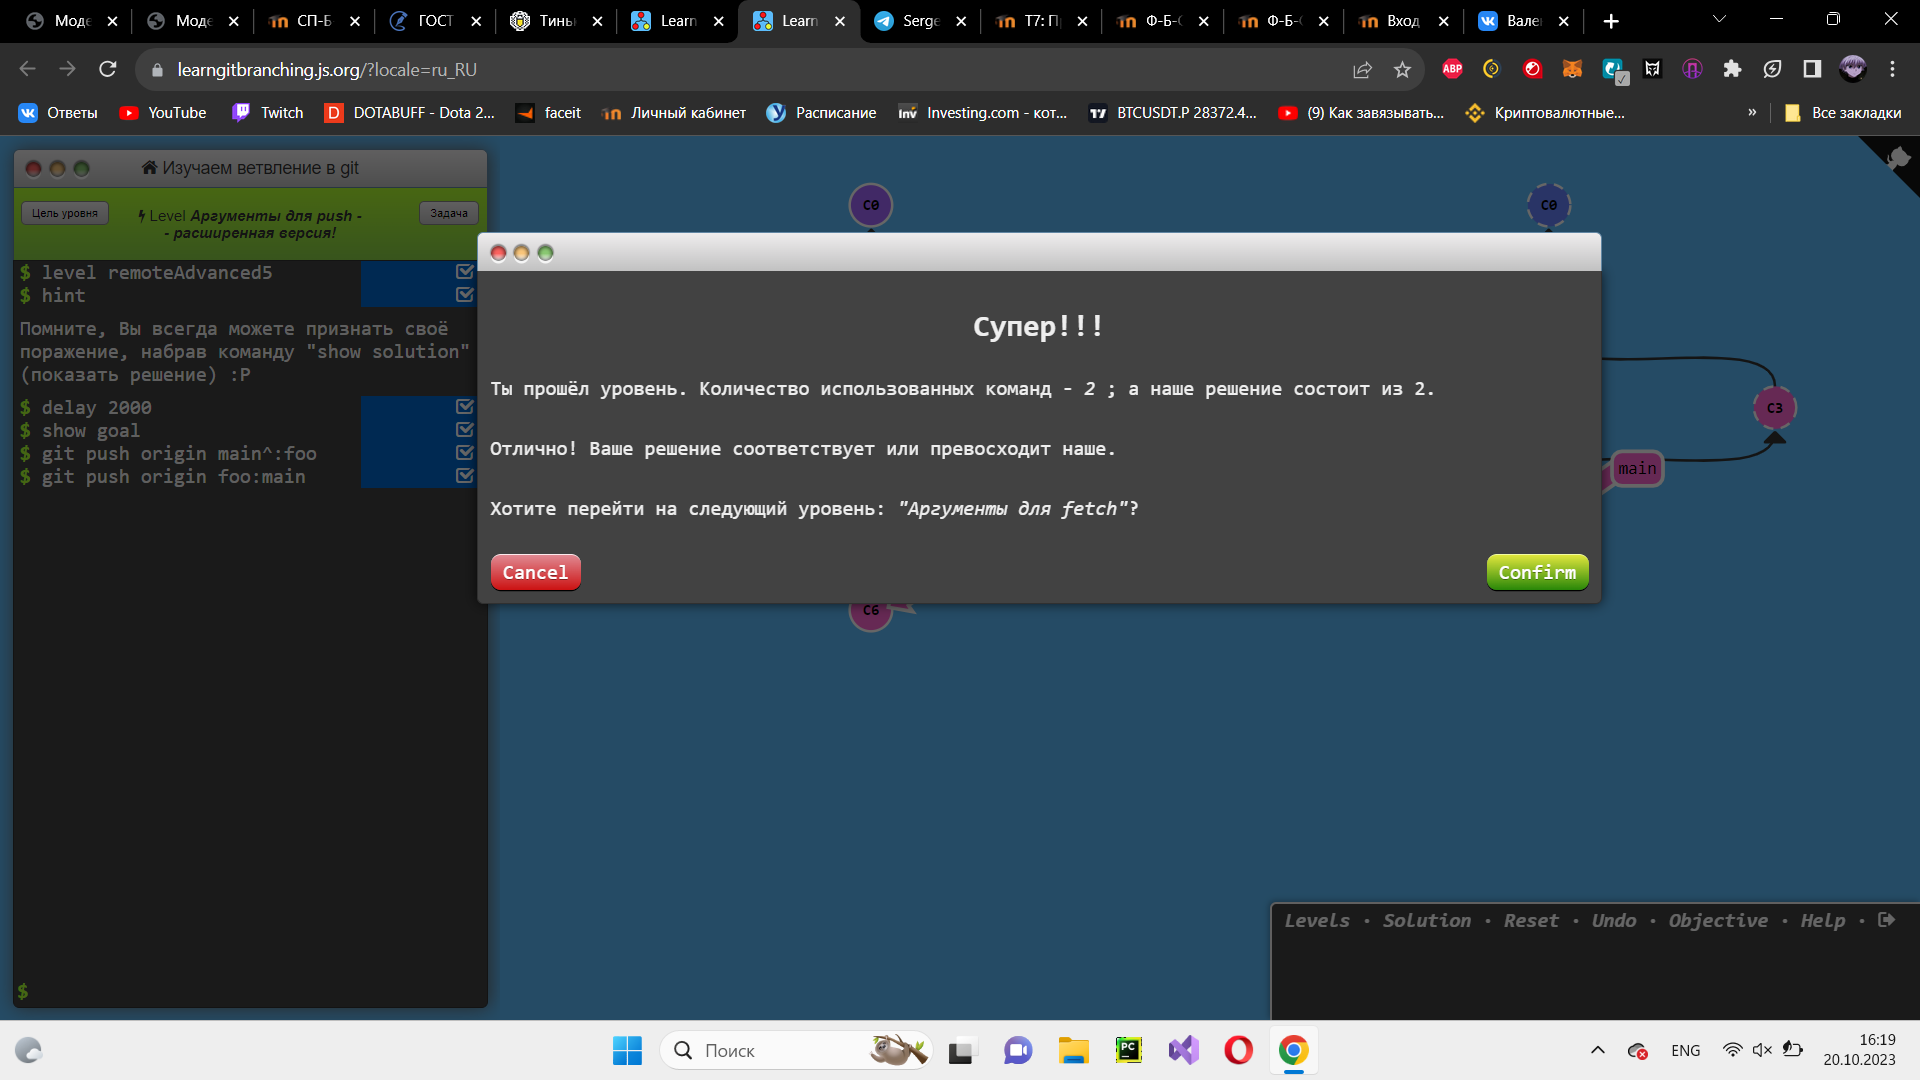 Моде
Моде
СП-Б
ГОСТ
Тинь
Learn
Learn
Serge
Т7: П
Ф-Б-
Ф-Б-
Вход
Вале
learngitbranching.js.org/?locale=ru_RU
ABP
Ответы
YouTube
Twitch
DOTABUFF - Dota 2...
faceit
Личный кабинет
Расписание
Investing.com - кот...
BTCUSDT.P 28372.4...
(9) Как завязывать...
Криптовалютные...
»
Все закладки
Изучаем ветвление в git
Цель уровня
Level Аргументы для push -
- расширенная версия!
Задача
$ level remoteAdvanced5
$ hint
Помните, Вы всегда можете признать своё
поражение, набрав команду "show solution"
(показать решение) :P
$ delay 2000
$ show goal
$ git push origin main^:foo
$ git push origin foo:main
$
C0
C0
Супер!!!
Ты прошёл уровень. Количество использованных команд - 2 ; а наше решение состоит из 2.
Отлично! Ваше решение соответствует или превосходит наше.
Хотите перейти на следующий уровень: "Аргументы для fetch"?
Cancel
Confirm
C3
main
C6
Levels · Solution · Reset · Undo · Objective · Help ·
Поиск
PC
ENG
16:19
20.10.2023